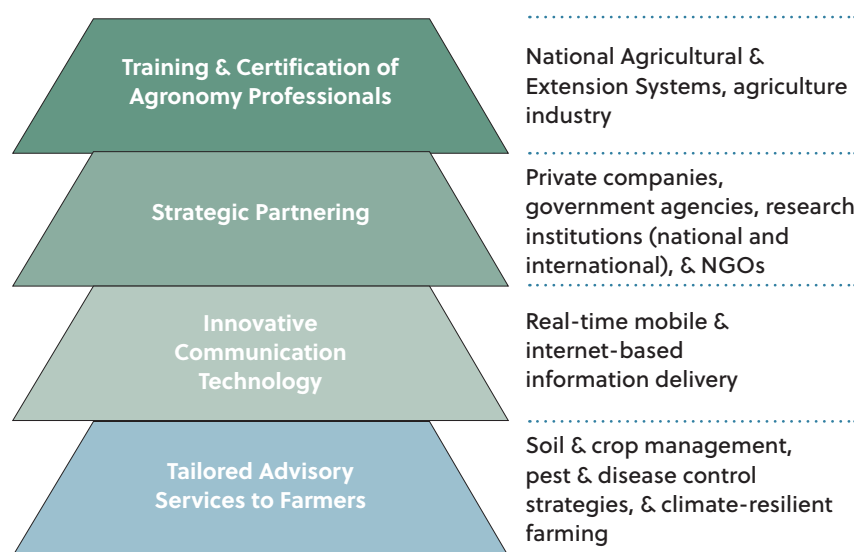 Training & Certification of
Agronomy Professionals
National Agricultural &
Extension Systems, agriculture
industry
Strategic Partnering
Private companies,
government agencies, research
institutions (national and
international), & NGOs
Innovative
Communication
Technology
Real-time mobile &
internet-based
information delivery
Tailored Advisory
Services to Farmers
Soil & crop management,
pest & disease control
strategies, & climate-resilient
farming